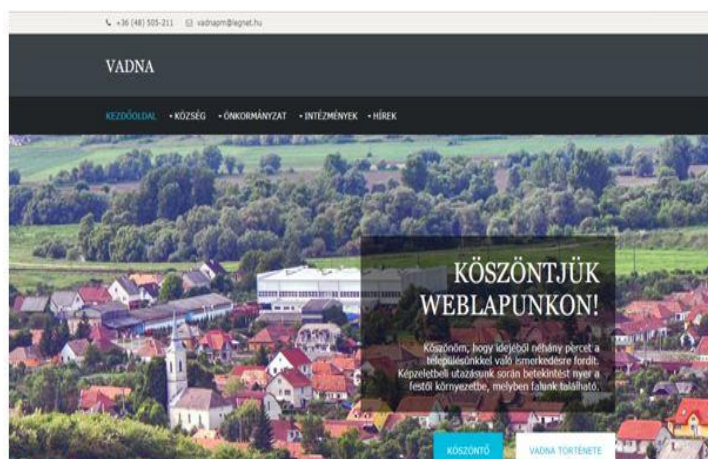 +36 (48) 505-211 vadnapm@legnet.hu
VADNA
KEZDŐOLDAL • KÖZSÉG • ÖNKORMÁNYZAT • INTÉZMÉNYEK • HÍREK
KÖSZÖNTJÜK
WEBLAPUNKON!
Köszönöm, hogy idejéből néhány percet a
településünkkel való ismerkedésre fordít.
Képzeletbeli utazásunk során betekintést nyer a
festői környezetbe, melyben falunk található.
KÖSZÖNTŐ VADNA TÖRTÉNETE